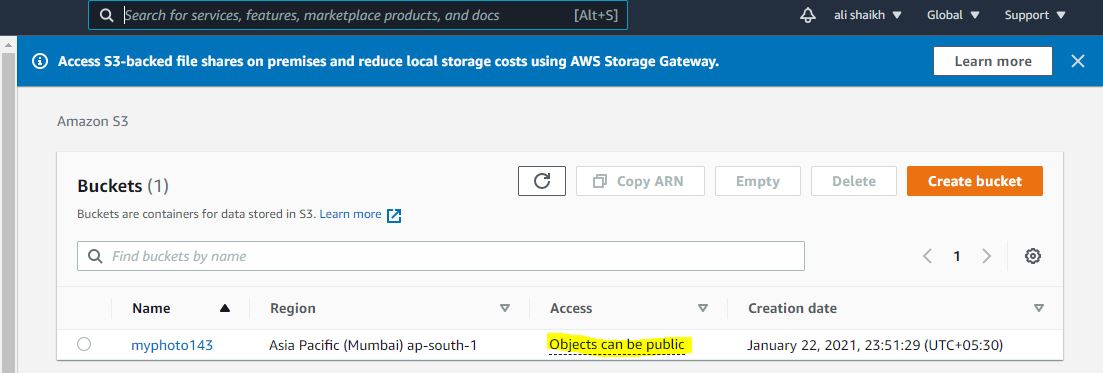 Search for services, features, marketplace products, and docs [Alt+S] ali shaikh Global Support
Access S3-backed file shares on premises and reduce local storage costs using AWS Storage Gateway. Learn more
Amazon S3
Buckets (1) Copy ARN Empty Delete Create bucket
Buckets are containers for data stored in S3. Learn more
Find buckets by name 1
Name Region Access Creation date
myphoto143 Asia Pacific (Mumbai) ap-south-1 Objects can be public January 22, 2021, 23:51:29 (UTC+05:30)